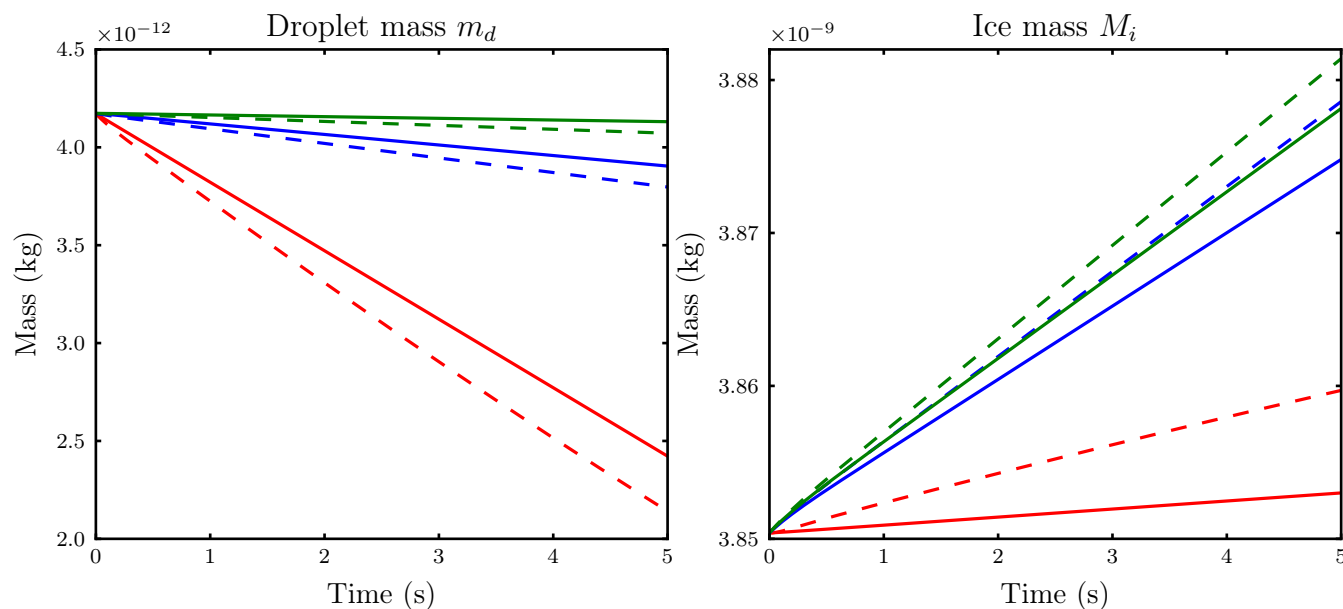 Droplet mass $m_d$
×10−12
4.5
4.0
3.5
3.0
2.5
2.0
0 1 2 3 4 5
Mass (kg)
Time (s)
Ice mass $M_i$
×10−9
3.88
3.87
3.86
3.85
0 1 2 3 4 5
Mass (kg)
Time (s)